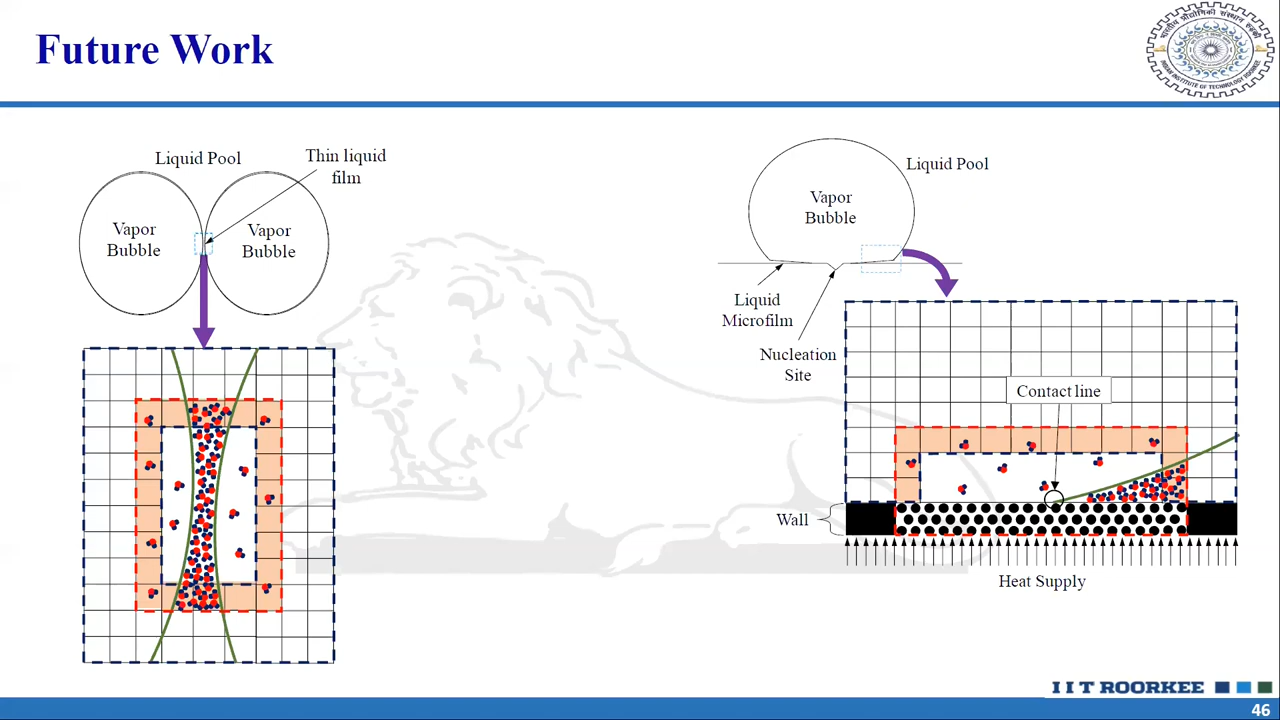 Future Work
Liquid Pool
Thin liquid
film
Vapor
Bubble
Vapor
Bubble
Liquid Pool
Vapor
Bubble
Liquid
Microfilm
Nucleation
Site
Contact line
Wall
Heat Supply
IIT ROORKEE
46